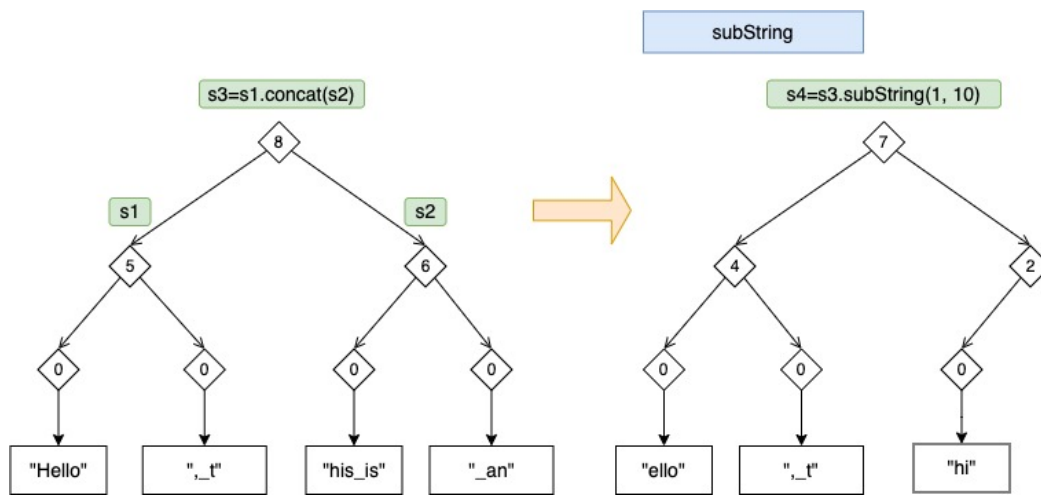 subString
s3=s1.concat(s2)
s4=s3.subString(1, 10)
8
7
s1
s2
5
6
4
2
0
0
0
0
0
0
0
"Hello"
",_t"
"his_is"
"_an"
"ello"
",_t"
"hi"